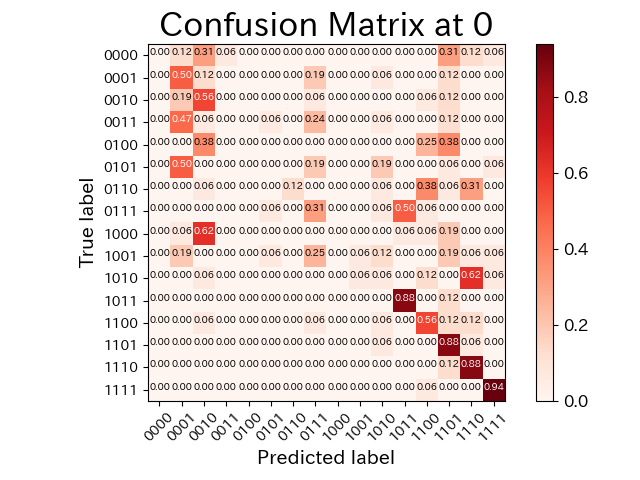 Confusion Matrix at 0
0000 0.00 0.12 0.31 0.06 0.00 0.00 0.00 0.00 0.00 0.00 0.00 0.00 0.00 0.31 0.12 0.06
0001 0.00 0.50 0.12 0.00 0.00 0.00 0.00 0.19 0.00 0.00 0.06 0.00 0.00 0.12 0.00 0.00
0010 0.00 0.19 0.56 0.00 0.00 0.00 0.00 0.06 0.00 0.00 0.00 0.00 0.06 0.12 0.00 0.00
0011 0.00 0.47 0.06 0.00 0.00 0.06 0.00 0.24 0.00 0.00 0.06 0.00 0.00 0.12 0.00 0.00
0100 0.00 0.00 0.38 0.00 0.00 0.00 0.00 0.00 0.00 0.00 0.00 0.00 0.25 0.38 0.00 0.00
0101 0.00 0.50 0.00 0.00 0.00 0.00 0.00 0.19 0.00 0.00 0.19 0.00 0.00 0.06 0.00 0.06
0110 0.00 0.00 0.06 0.00 0.00 0.00 0.12 0.00 0.00 0.00 0.06 0.00 0.38 0.06 0.31 0.00
0111 0.00 0.00 0.00 0.00 0.00 0.06 0.00 0.31 0.00 0.00 0.06 0.50 0.06 0.00 0.00 0.00
1000 0.00 0.06 0.62 0.00 0.00 0.00 0.00 0.00 0.00 0.00 0.00 0.06 0.06 0.19 0.00 0.00
1001 0.00 0.19 0.00 0.00 0.00 0.06 0.00 0.25 0.00 0.06 0.12 0.00 0.00 0.19 0.06 0.06
1010 0.00 0.00 0.06 0.00 0.00 0.00 0.00 0.00 0.00 0.06 0.06 0.00 0.12 0.00 0.62 0.06
1011 0.00 0.00 0.00 0.00 0.00 0.00 0.00 0.00 0.00 0.00 0.00 0.88 0.00 0.12 0.00 0.00
1100 0.00 0.00 0.06 0.00 0.00 0.00 0.00 0.06 0.00 0.00 0.06 0.00 0.56 0.12 0.12 0.00
1101 0.00 0.00 0.00 0.00 0.00 0.00 0.00 0.00 0.00 0.00 0.06 0.00 0.00 0.88 0.06 0.00
1110 0.00 0.00 0.00 0.00 0.00 0.00 0.00 0.00 0.00 0.00 0.00 0.00 0.00 0.12 0.88 0.00
1111 0.00 0.00 0.00 0.00 0.00 0.00 0.00 0.00 0.00 0.00 0.00 0.00 0.06 0.00 0.00 0.94
0000 0001 0010 0011 0100 0101 0110 0111 1000 1001 1010 1011 1100 1101 1110 1111
Predicted label
True label
0.8
0.6
0.4
0.2
0.0